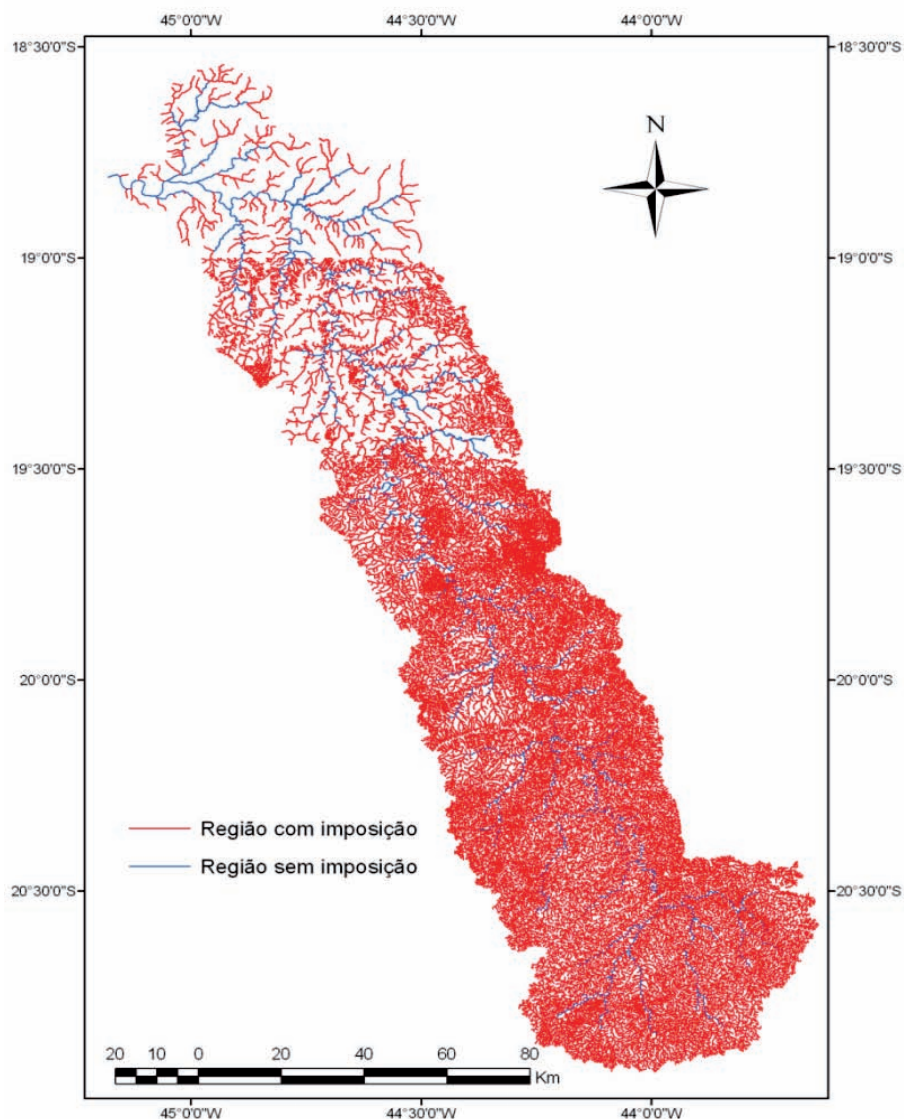 45°0'0"W 44°30'0"W 44°0'0"W
18°30'0"S 18°30'0"S
N
19°0'0"S 19°0'0"S
19°30'0"S 19°30'0"S
20°0'0"S 20°0'0"S
Região com imposição
Região sem imposição
20°30'0"S 20°30'0"S
20 10 0 20 40 60 80
Km
45°0'0"W 44°30'0"W 44°0'0"W